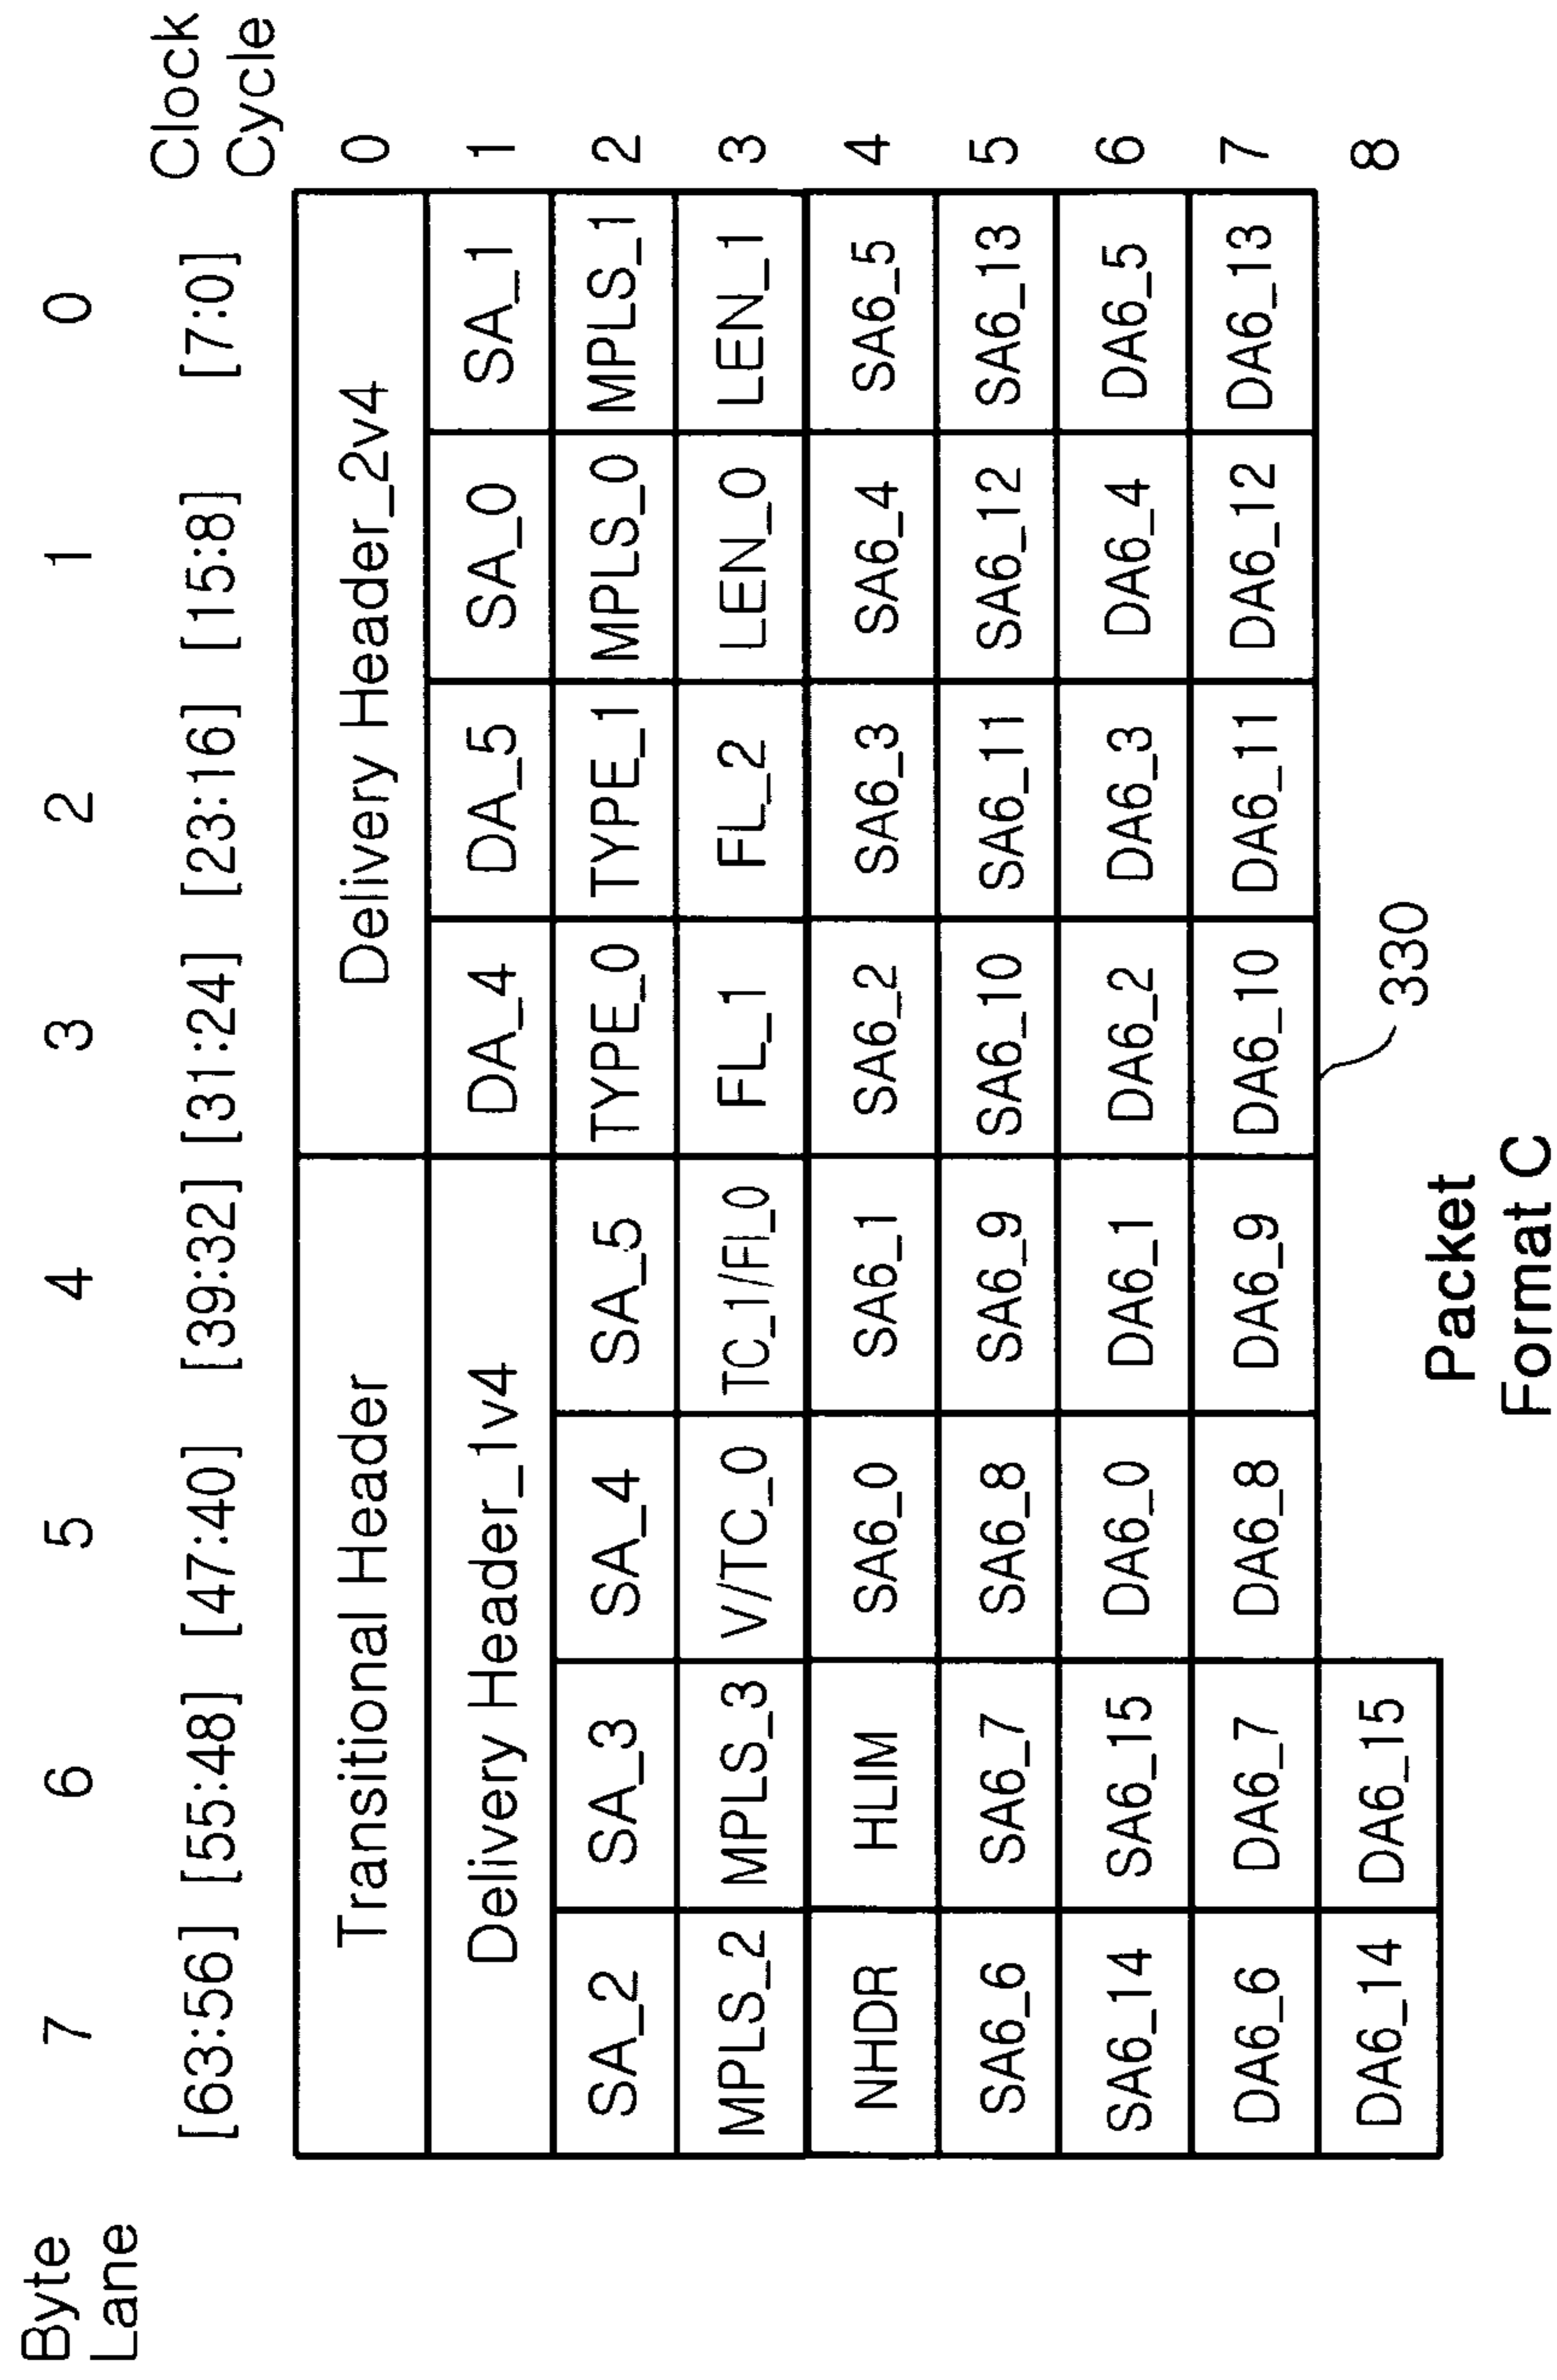 Byte Lane 7 6 5 4 3 2 1 0 Clock Cycle
[63:56] [55:48] [47:40] [39:32] [31:24] [23:16] [15:8] [7:0]
Transitional Header Delivery Header_2v4 0
Delivery Header_1v4 DA_4 DA_5 SA_0 SA_1 1
SA_2 SA_3 SA_4 SA_5 TYPE_0 TYPE_1 MPLS_0 MPLS_1 2
MPLS_2 MPLS_3 V/TC_0 TC_1/Fl_0 FL_1 FL_2 LEN_0 LEN_1 3
NHDR HLIM SA6_0 SA6_1 SA6_2 SA6_3 SA6_4 SA6_5 4
SA6_6 SA6_7 SA6_8 SA6_9 SA6_10 SA6_11 SA6_12 SA6_13 5
SA6_14 SA6_15 DA6_0 DA6_1 DA6_2 DA6_3 DA6_4 DA6_5 6
DA6_6 DA6_7 DA6_8 DA6_9 DA6_10 DA6_11 DA6_12 DA6_13 7
DA6_14 DA6_15 8
330
Packet
Format C